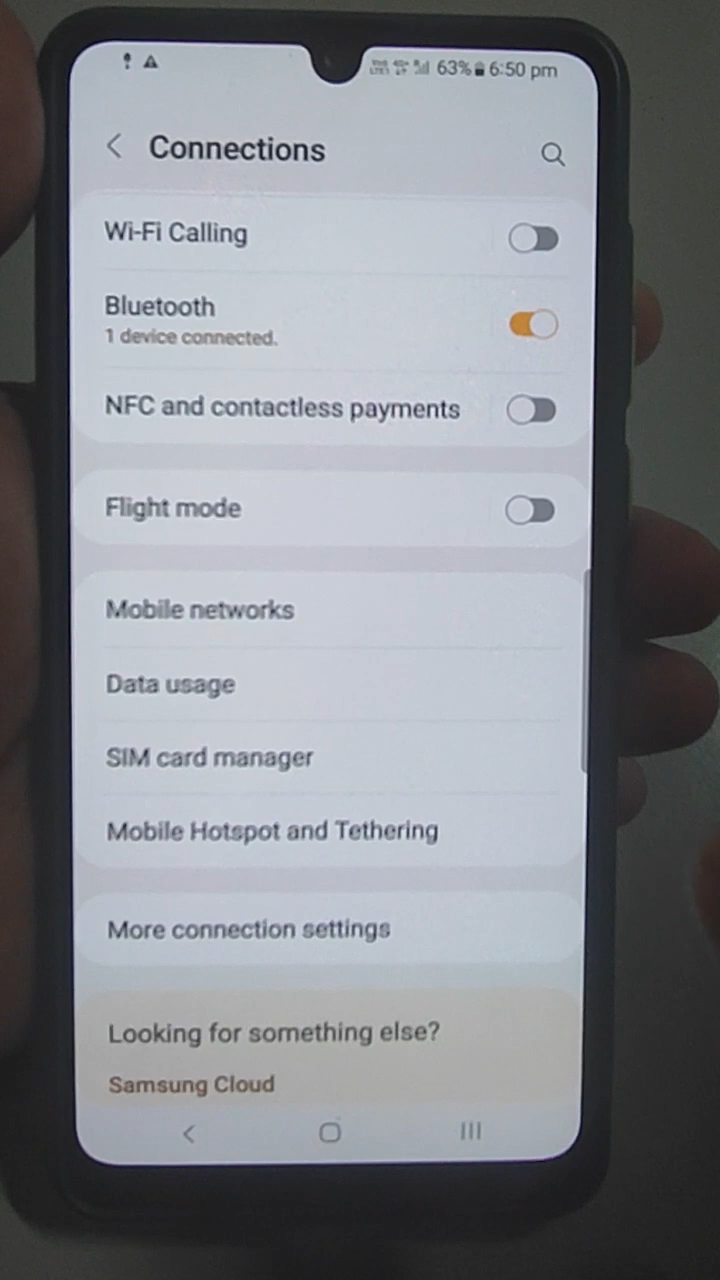 63% 6:50 pm
Connections
Wi-Fi Calling
Bluetooth
1 device connected.
NFC and contactless payments
Flight mode
Mobile networks
Data usage
SIM card manager
Mobile Hotspot and Tethering
More connection settings
Looking for something else?
Samsung Cloud